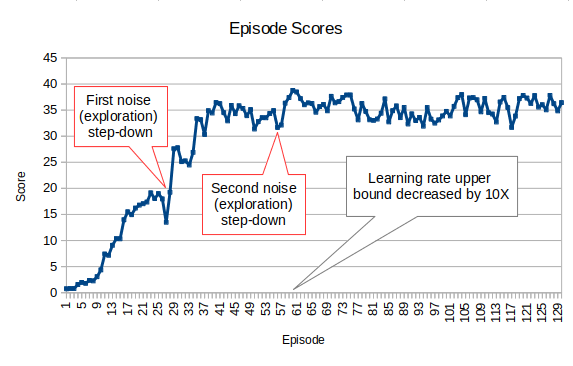 Episode Scores
45
40
35
30
25
20
15
10
5
0
Score
First noise
(exploration)
step-down
Second noise
(exploration)
step-down
Learning rate upper
bound decreased by 10X
1 5 9 13 17 21 25 29 33 37 41 45 49 53 57 61 65 69 73 77 81 85 89 93 97 101 105 109 113 117 121 125 129
Episode